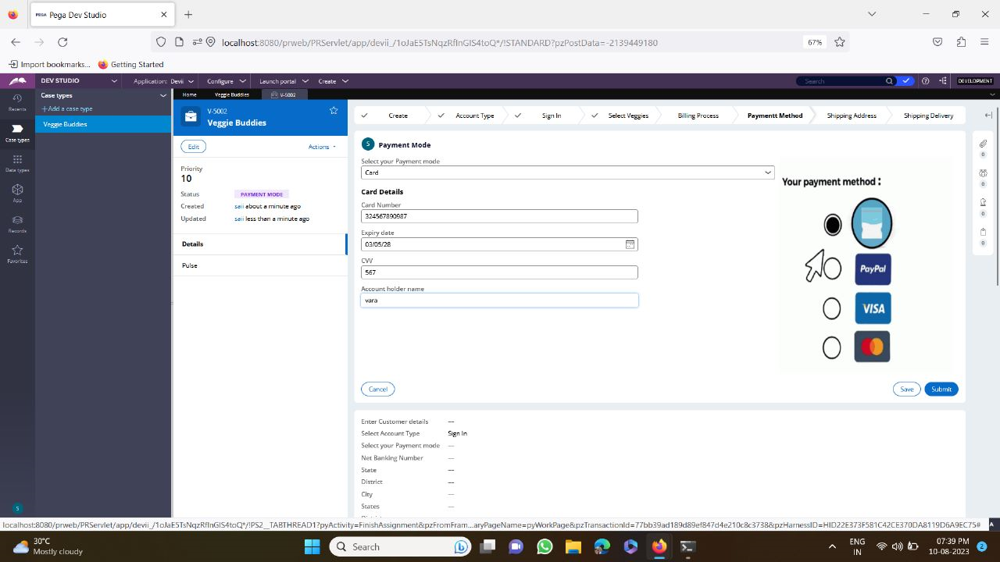 PEGA Pega Dev Studio
localhost:8080/prweb/PRServlet/app/devii_/1oJaE5TsNqzRfInGIS4toQ*/!STANDARD?pzPostData=-2139449180 67%
Import bookmarks... Getting Started
DEV STUDIO Application: Devii Configure Launch portal Create Search DEVELOPMENT
Recents
Case types
Data types
App
Records
Favorites
S
Case types
+Add a case type
Veggie Buddies
Home Veggie Buddies V-5002
V-5002
Veggie Buddies
Edit Actions
Priority
10
Status PAYMENT MODE
Created saii about a minute ago
Updated saii less than a minute ago
Details
Pulse
Create Account Type Sign In Select Veggies Billing Process Paymentt Method Shipping Address Shipping Delivery
S Payment Mode
Select your Payment mode
Card
Card Details
Card Number
324567890987
Expiry date
03/05/28
CVV
567
Account holder name
vara
Your payment method :
PayPal
VISA
Cancel Save Submit
0
0
0
0
Enter Customer details ---
Select Account Type Sign In
Select your Payment mode ---
Net Banking Number ---
State ---
District ---
City ---
States ---
localhost:8080/prweb/PRServlet/app/devii_/1oJaE5TsNqzRfInGIS4toQ*/!PS2__TABTHREAD1?pyActivity=FinishAssignment&pzFromFram...aryPageName=pyWorkPage&pzTransactionId=77bb39ad189d89ef847d4e210c8c3738&pzHarnessID=HID22E373F581C42CE370DA8119D6A9EC75#
30°C
Mostly cloudy
Search
ENG
IN
07:39 PM
10-08-2023
2